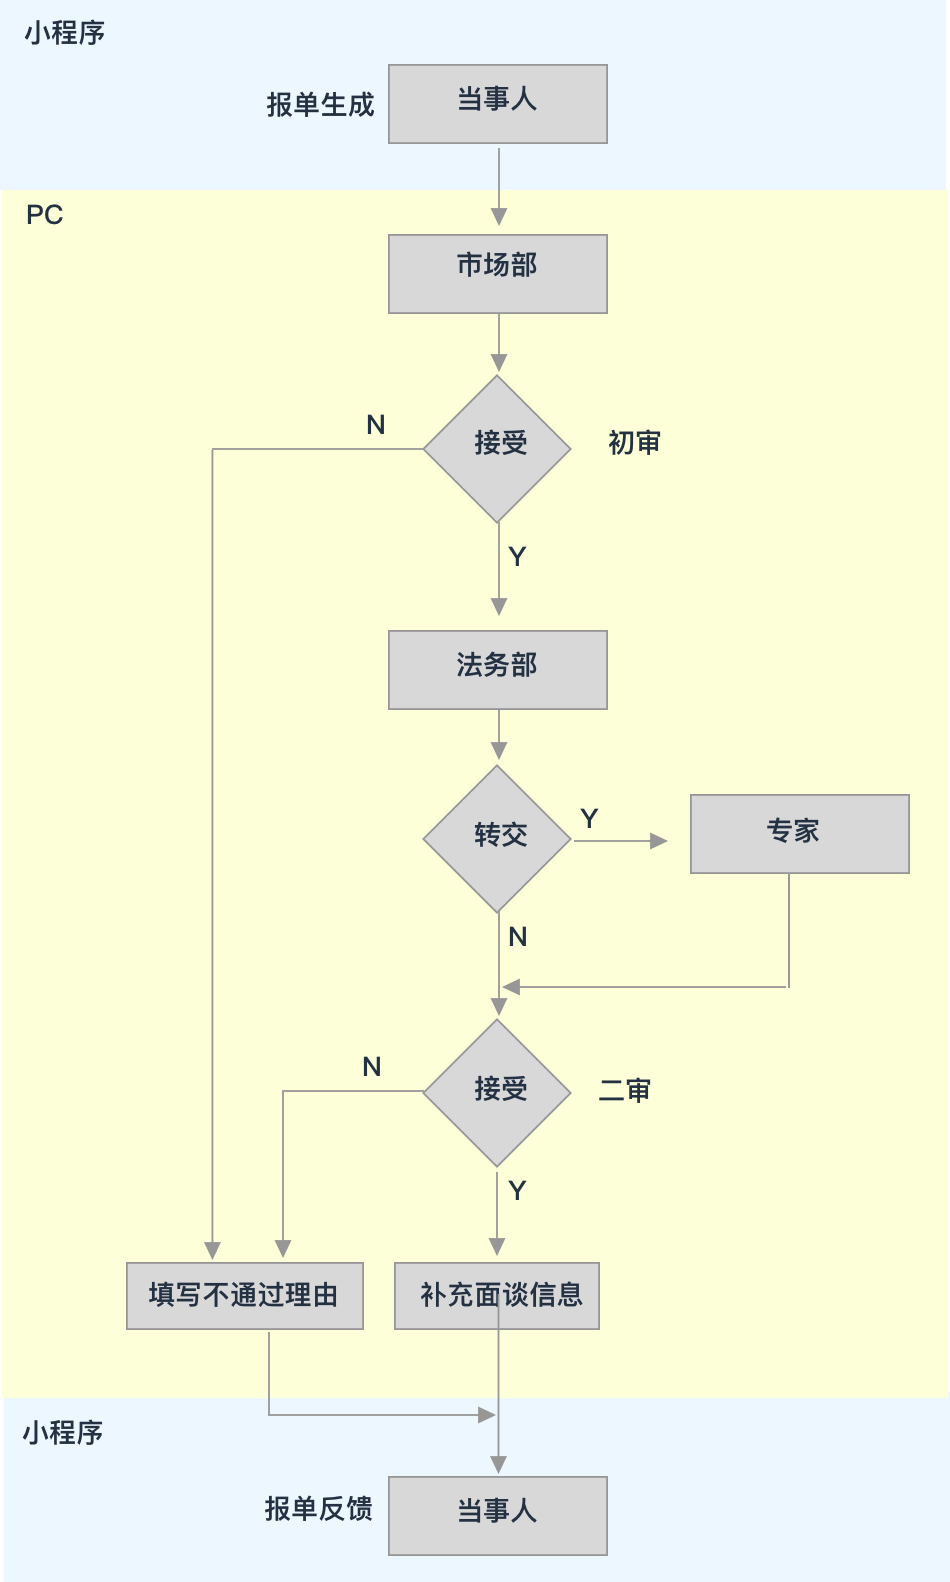 小程序
报单生成
当事人
PC
市场部
N
接受
初审
Y
法务部
转交
Y
专家
N
N
接受
二审
Y
填写不通过理由
补充面谈信息
小程序
报单反馈
当事人